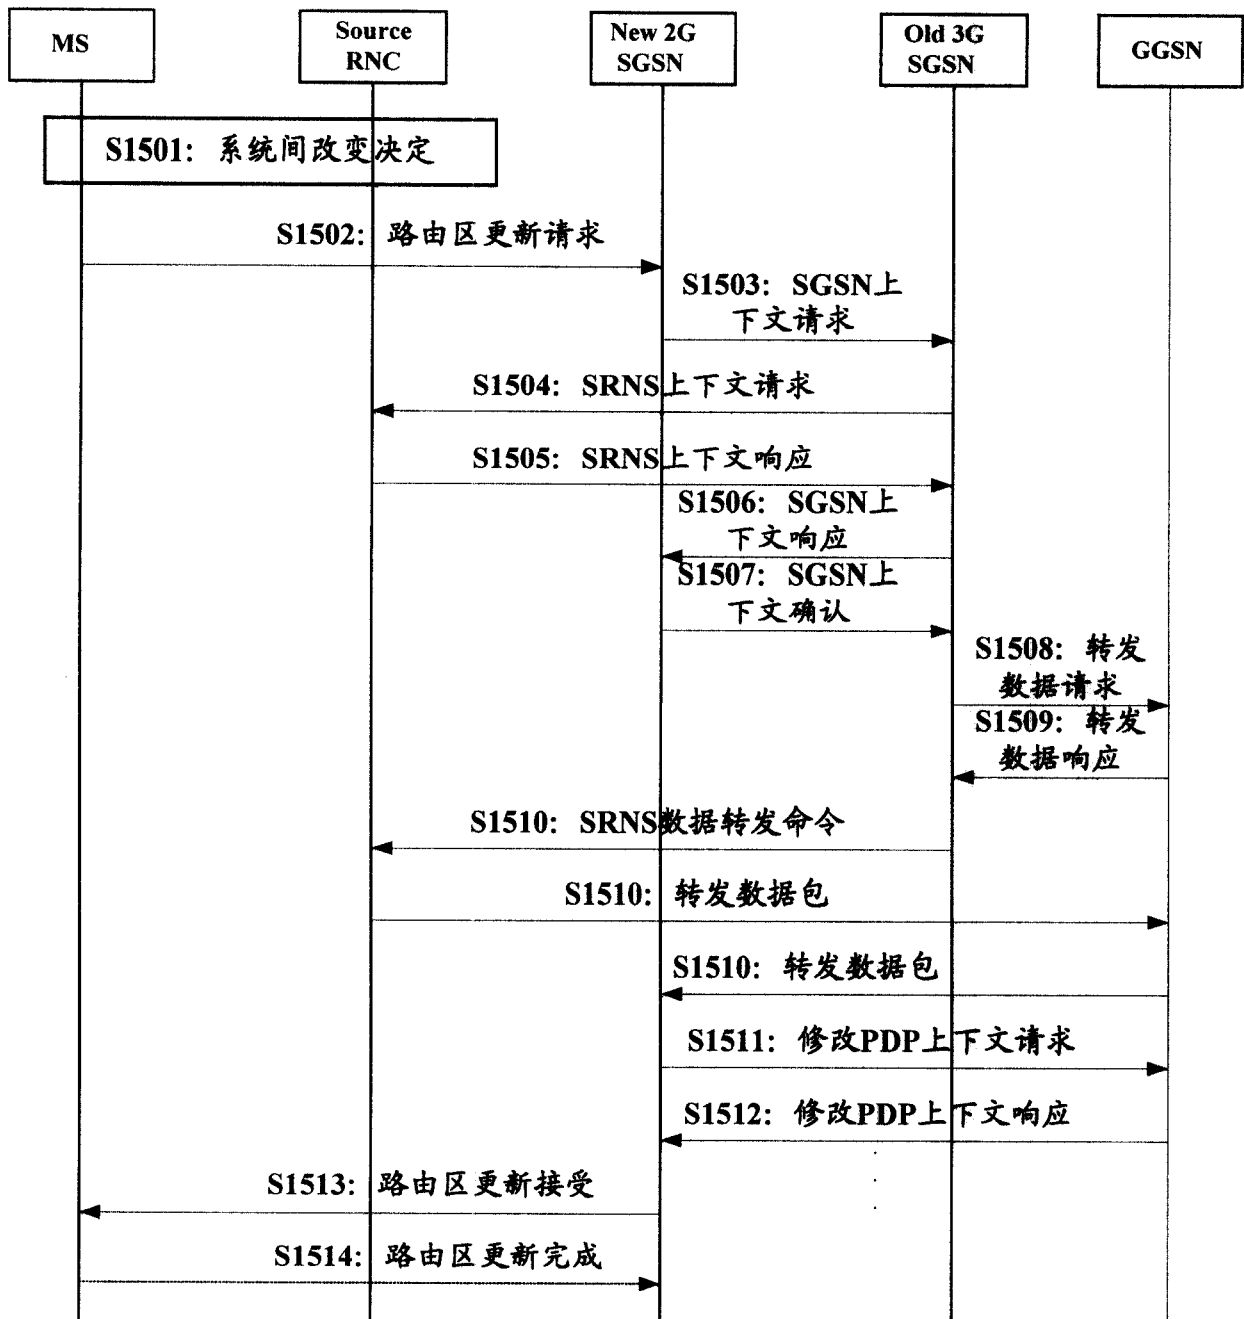 MS
Source
RNC
New 2G
SGSN
Old 3G
SGSN
GGSN
S1501: 系统间改变决定
S1502: 路由区更新请求
S1503: SGSN上
下文请求
S1504: SRNS上下文请求
S1505: SRNS上下文响应
S1506: SGSN上
下文响应
S1507: SGSN上
下文确认
S1508: 转发
数据请求
S1509: 转发
数据响应
S1510: SRNS数据转发命令
S1510: 转发数据包
S1510: 转发数据包
S1511: 修改PDP上下文请求
S1512: 修改PDP上下文响应
S1513: 路由区更新接受
S1514: 路由区更新完成